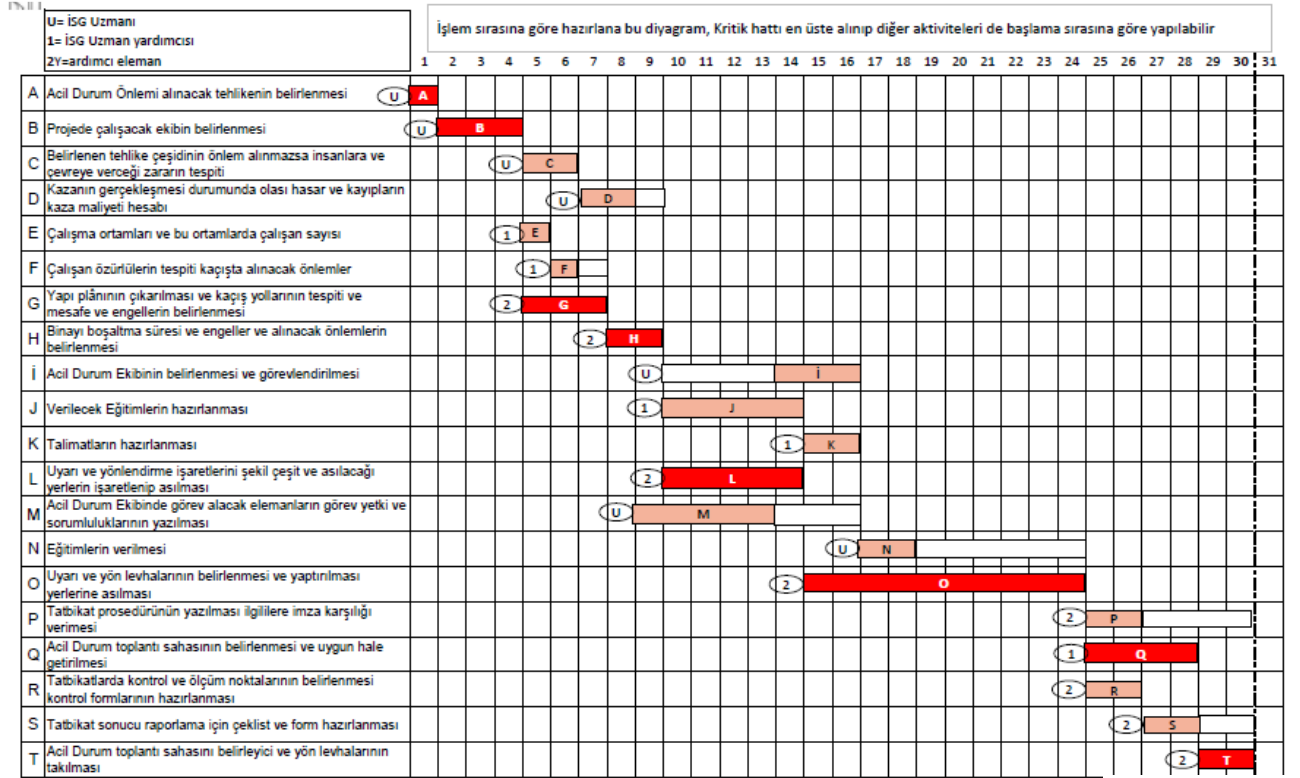 U= İSG Uzmanı
1= İSG Uzman yardımcısı
2Y=ardımcı eleman
İşlem sırasına göre hazırlana bu diyagram, Kritik hattı en üste alınıp diğer aktiviteleri de başlama sırasına göre yapılabilir
1 2 3 4 5 6 7 8 9 10 11 12 13 14 15 16 17 18 19 20 21 22 23 24 25 26 27 28 29 30 31
A Acil Durum Önlemi alınacak tehlikenin belirlenmesi U A
B Projede çalışacak ekibin belirlenmesi U B
C Belirlenen tehlike çeşidinin önlem alınmazsa insanlara ve
çevreye verceği zararın tespiti U C
D Kazanın gerçekleşmesi durumunda olası hasar ve kayıpların
kaza maliyeti hesabı U D
E Çalışma ortamları ve bu ortamlarda çalışan sayısı 1 E
F Çalışan özürlülerin tespiti kaçışta alınacak önlemler 1 F
G Yapı plânının çıkarılması ve kaçış yollarının tespiti ve
mesafe ve engellerin belirlenmesi 2 G
H Binayı boşaltma süresi ve engeller ve alınacak önlemlerin
belirlenmesi 2 H
İ Acil Durum Ekibinin belirlenmesi ve görevlendirilmesi U İ
J Verilecek Eğitimlerin hazırlanması 1 J
K Talimatların hazırlanması 1 K
L Uyarı ve yönlendirme işaretlerini şekil çeşit ve asılacağı
yerlerin işaretlenip asılması 2 L
M Acil Durum Ekibinde görev alacak elemanların görev yetki ve
sorumluluklarının yazılması U M
N Eğitimlerin verilmesi U N
O Uyarı ve yön levhalarının belirlenmesi ve yaptırılması
yerlerine asılması 2 O
P Tatbikat prosedürünün yazılması ilgililere imza karşılığı
verimesi 2 P
Q Acil Durum toplantı sahasının belirlenmesi ve uygun hale
getirilmesi 1 Q
R Tatbikatlarda kontrol ve ölçüm noktalarının belirlenmesi
kontrol formlarının hazırlanması 2 R
S Tatbikat sonucu raporlama için çeklist ve form hazırlanması 2 S
T Acil Durum toplantı sahasını belirleyici ve yön levhalarının
takılması 2 T